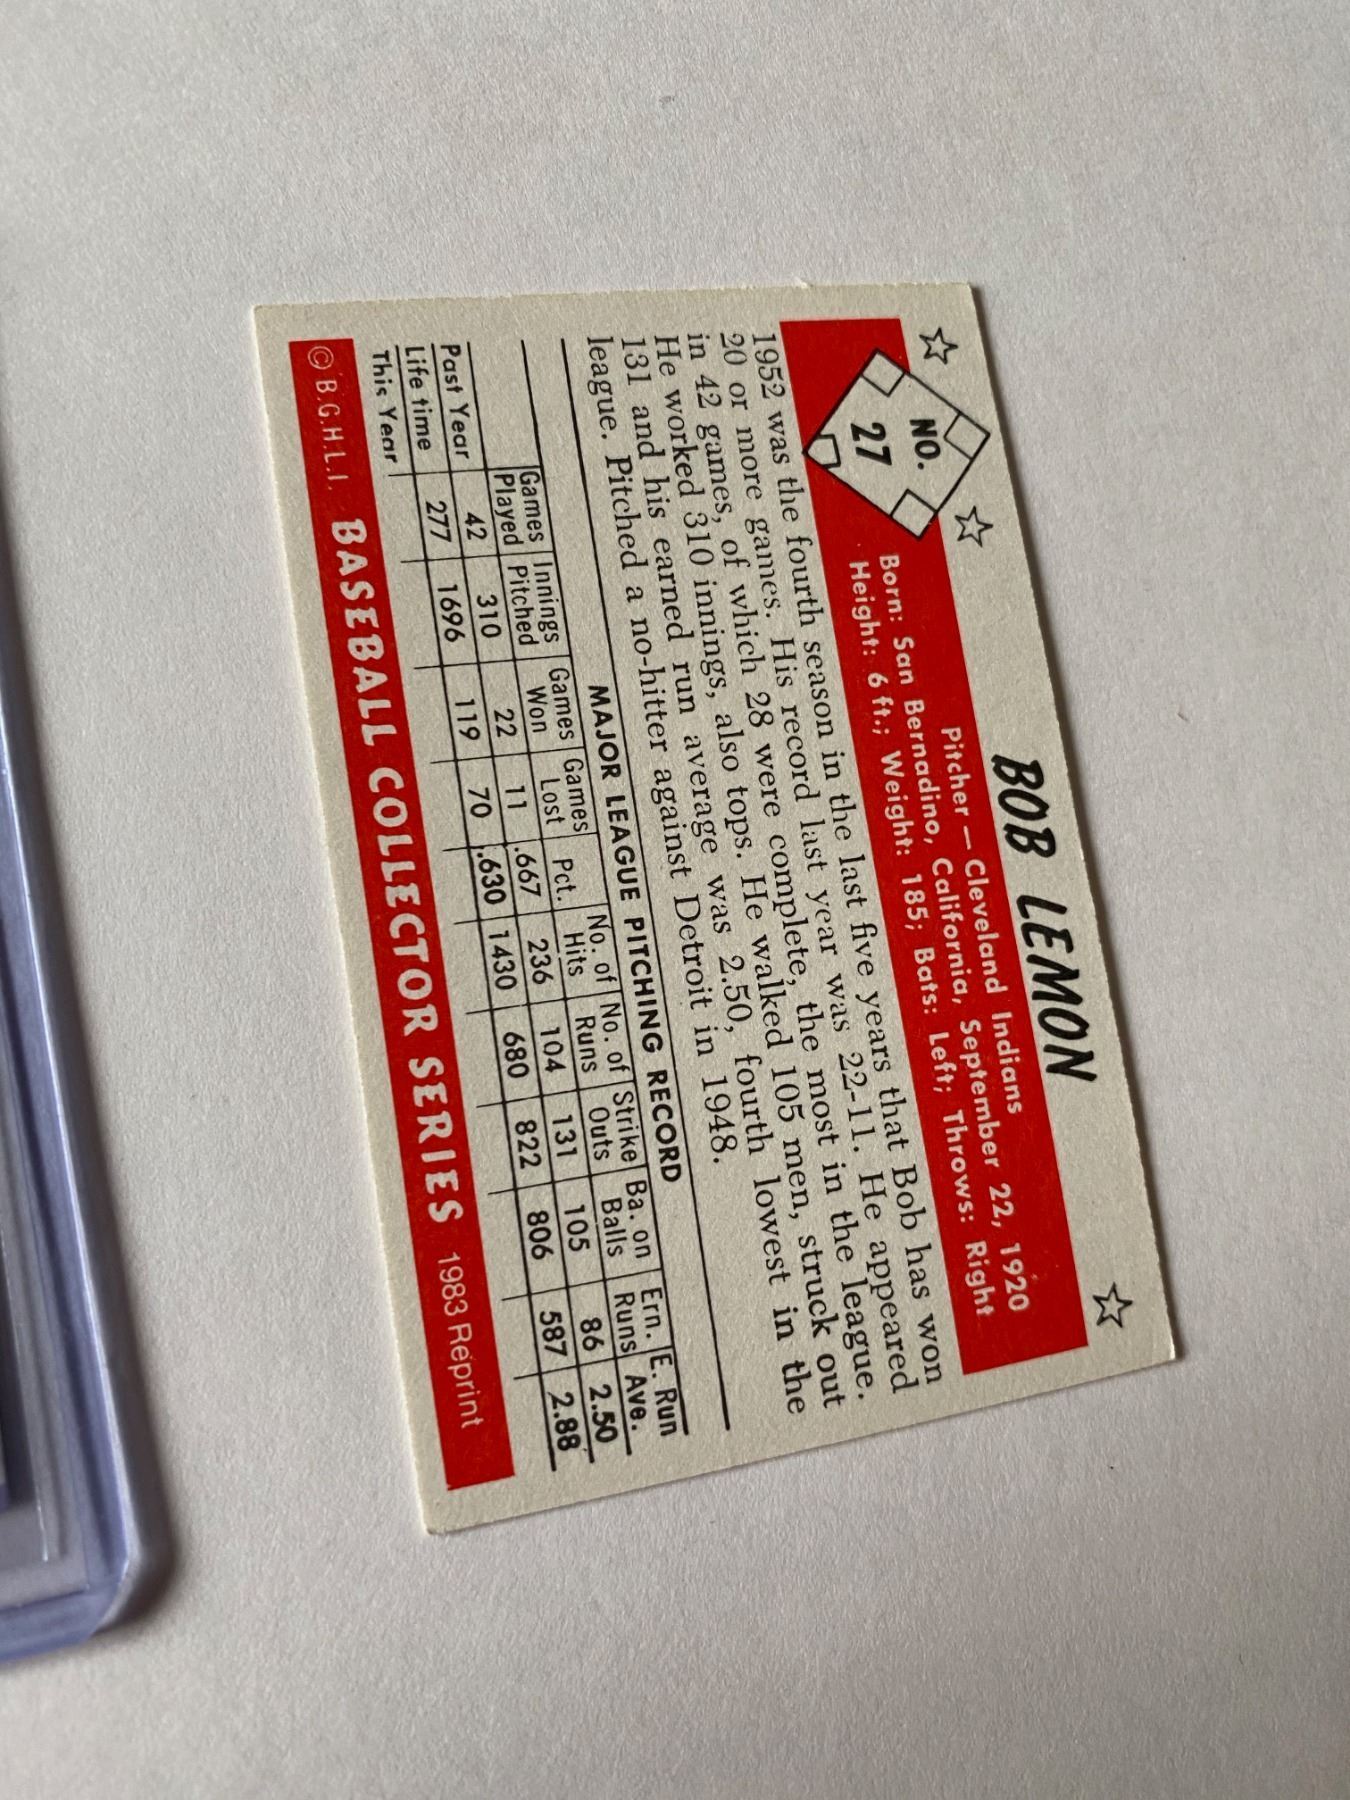 BOB LEMON
Pitcher — Cleveland Indians
Born: San Bernadino, California, September 22, 1920
Height: 6 ft.; Weight: 185; Bats: Left; Throws: Right
NO.
27
1952 was the fourth season in the last five years that Bob has won
20 or more games. His record last year was 22-11. He appeared
in 42 games, of which 28 were complete, the most in the league.
He worked 310 innings, also tops. He walked 105 men, struck out
131 and his earned run average was 2.50, fourth lowest in the
league. Pitched a no-hitter against Detroit in 1948.
MAJOR LEAGUE PITCHING RECORD
Games Innings Games Games No. of No. of Strike Ba. on Ern. E. Run
Played Pitched Won Lost Pct. Hits Runs Outs Balls Runs Ave.
Past Year 42 310 22 11 .667 236 104 131 105 86 2.50
Life time 277 1696 119 70 .630 1430 680 822 806 587 2.88
This Year
© B.G.H.L.I. BASEBALL COLLECTOR SERIES 1983 Reprint